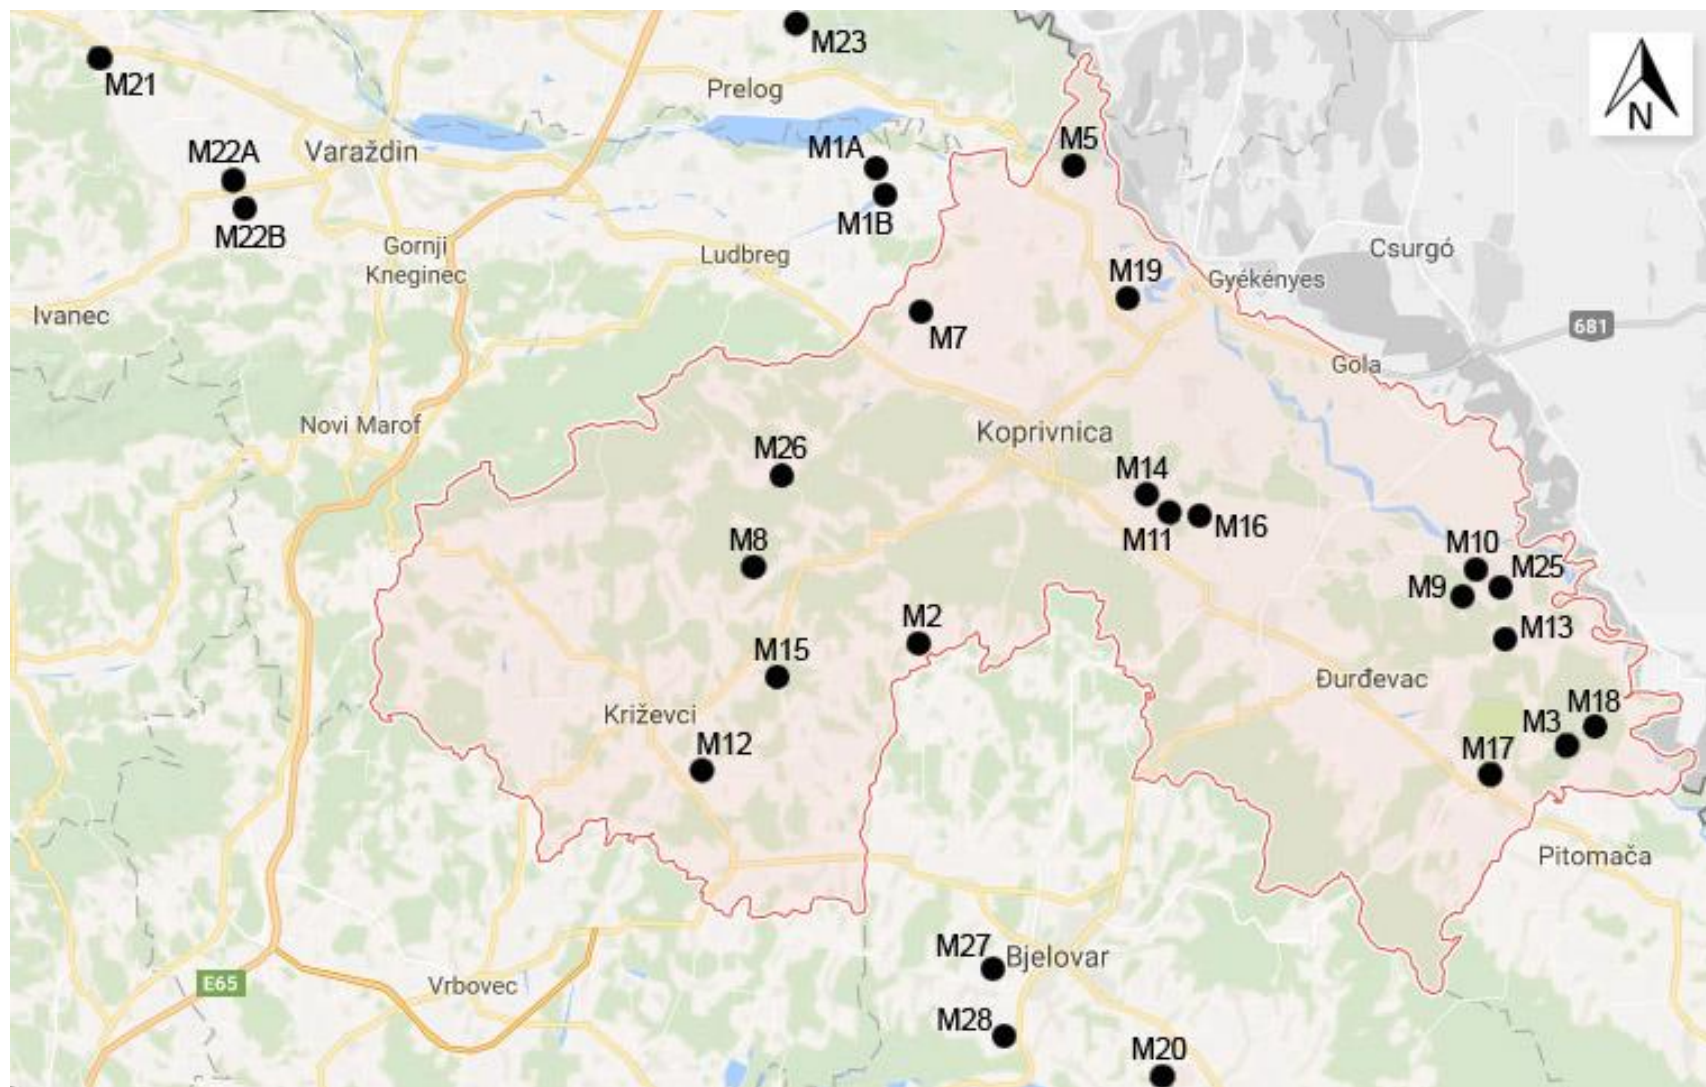 M23
M21
Prelog
M5
M22A
Varaždin
M1A
M22B
M1B
Gornji
Kneginec
Ludbreg
Csurgó
M19
Gyékényes
Ivanec
M7
681
Gola
Novi Marof
Koprivnica
M26
M14
M16
M11
M8
M10
M25
M9
M2
M13
M15
Đurđevac
Križevci
M18
M3
M12
M17
Pitomača
M27
Bjelovar
E65
Vrbovec
M28
M20
N